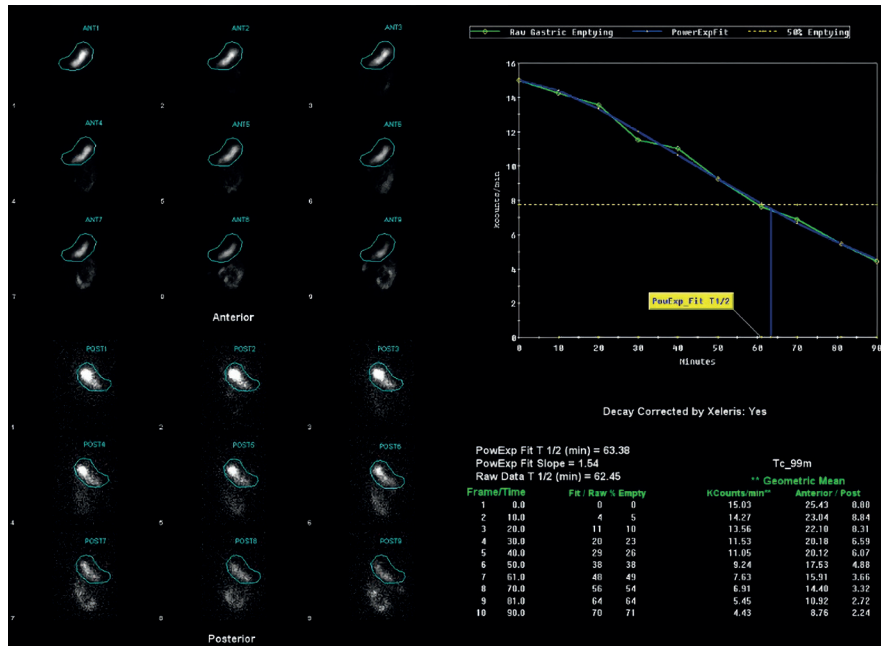 ANT1 ANT2 ANT3
1 2 3
ANT4 ANT5 ANT6
4 5 6
ANT7 ANT8 ANT9
7 8 9
Anterior
POST1 POST2 POST3
1 2 3
POST4 POST5 POST6
4 5 6
POST7 POST8 POST9
7 8 9
Posterior
Raw Gastric Emptying PowerExpFit 50% Emptying
Kcounts/min
16
14
12
10
8
6
4
2
0
PowExp_Fit T1/2
0 10 20 30 40 50 60 70 80 90
Minutes
Decay Corrected by Xeleris: Yes
PowExp Fit T 1/2 (min) = 63.38
PowExp Fit Slope = 1.54
Raw Data T 1/2 (min) = 62.45
Tc_99m
** Geometric Mean
Frame/Time Fit / Raw % Empty KCounts/min** Anterior / Post
1 0.0 0 0 15.03 25.43 8.88
2 10.0 4 5 14.27 23.04 8.84
3 20.0 11 10 13.56 22.10 8.31
4 30.0 20 23 11.53 20.18 6.59
5 40.0 29 26 11.05 20.12 6.07
6 50.0 38 38 9.24 17.53 4.88
7 61.0 48 49 7.63 15.91 3.66
8 70.0 56 54 6.91 14.40 3.32
9 81.0 64 64 5.45 10.92 2.72
10 90.0 70 71 4.43 8.76 2.24